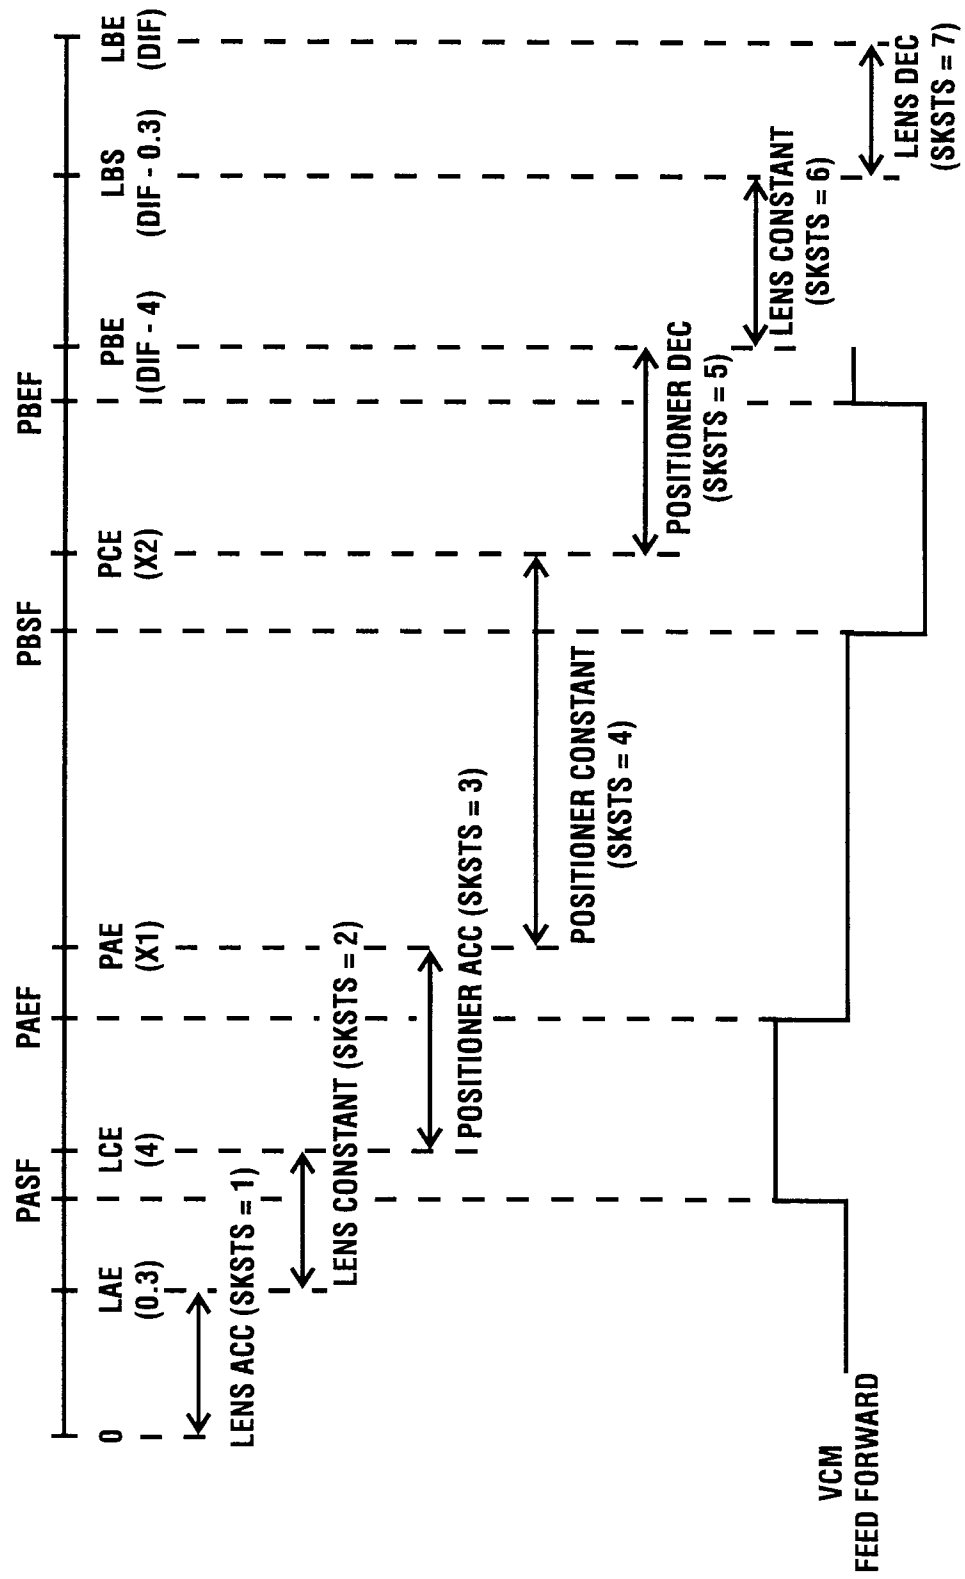 PASF
PAEF
PBSF
PBEF
0
LAE
(0.3)
LCE
(4)
PAE
(X1)
PCE
(X2)
PBE
(DIF - 4)
LBS
(DIF - 0.3)
LBE
(DIF)
LENS ACC (SKSTS = 1)
LENS CONSTANT (SKSTS = 2)
POSITIONER ACC (SKSTS = 3)
POSITIONER CONSTANT
(SKSTS = 4)
POSITIONER DEC
(SKSTS = 5)
LENS CONSTANT
(SKSTS = 6)
LENS DEC
(SKSTS = 7)
VCM
FEED FORWARD